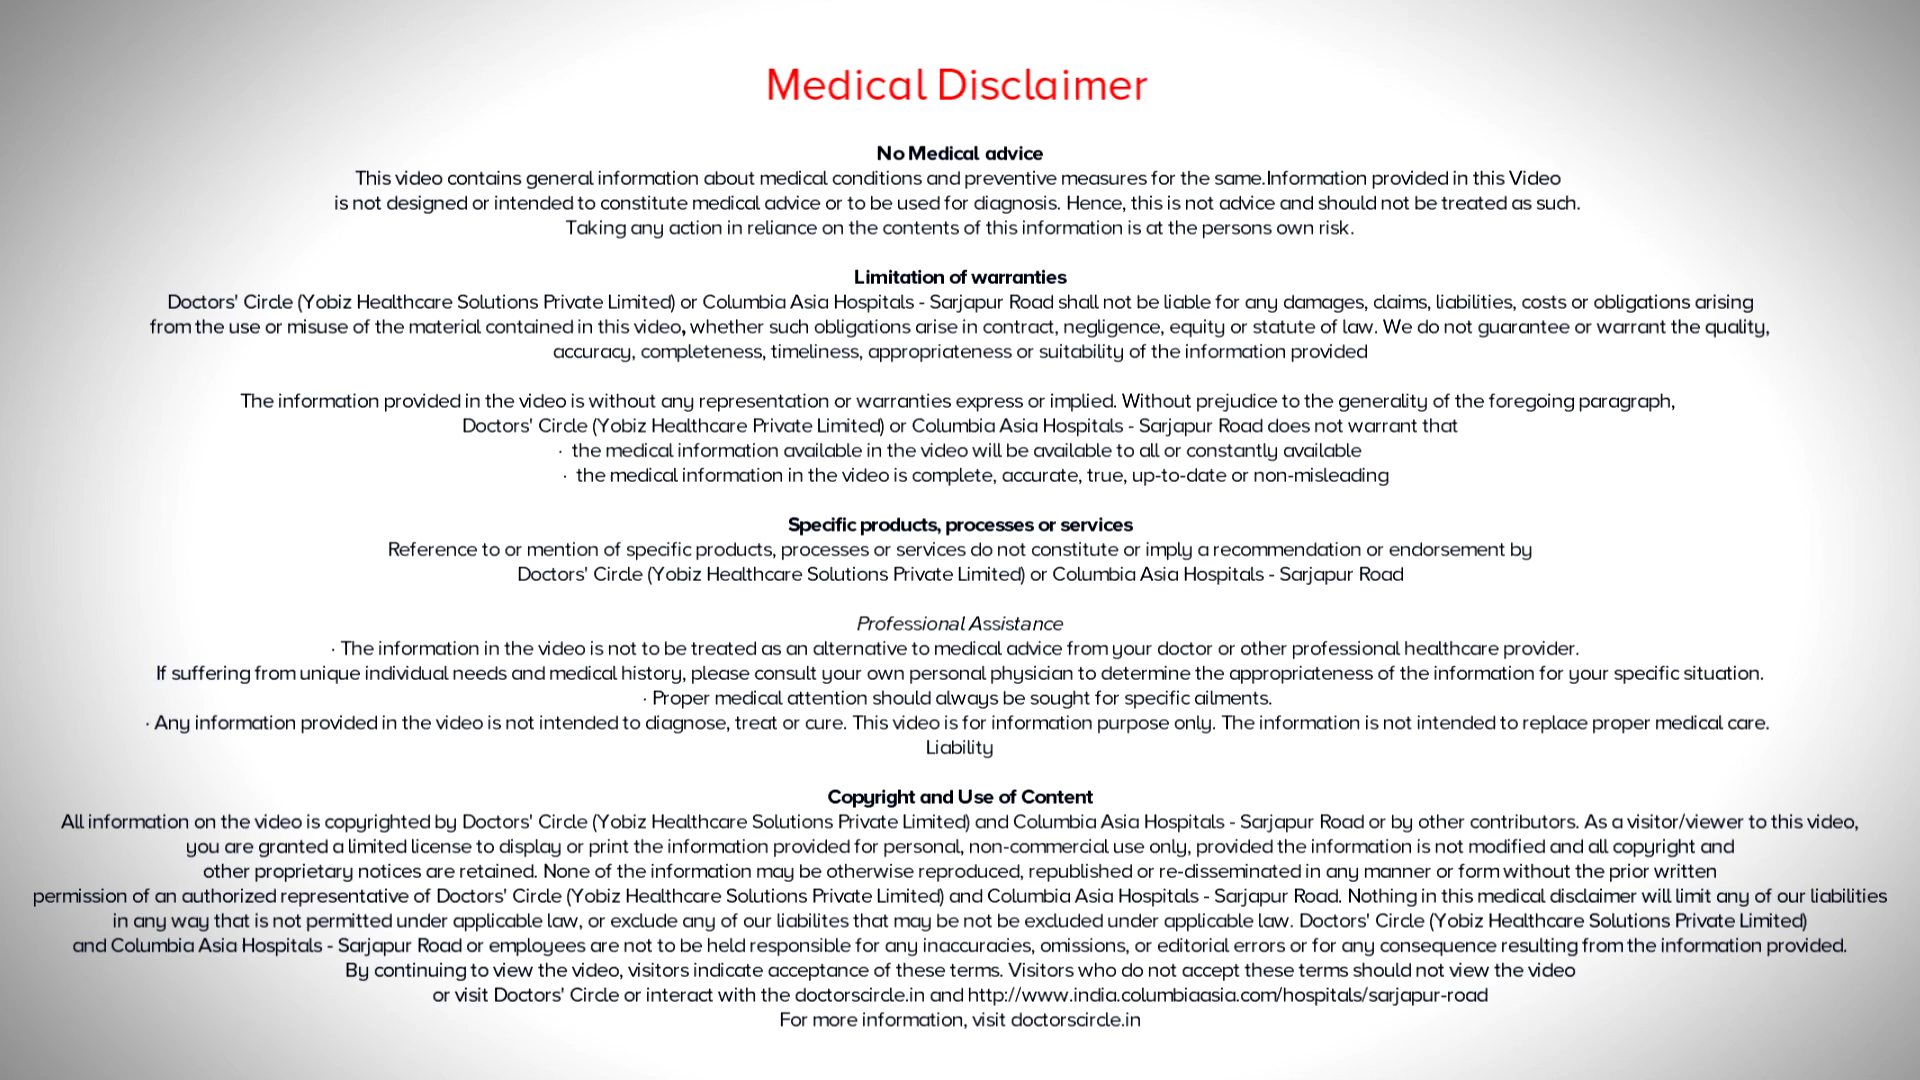 Medical Disclaimer
No Medical advice
This video contains general information about medical conditions and preventive measures for the same.Information provided in this Video
is not designed or intended to constitute medical advice or to be used for diagnosis. Hence, this is not advice and should not be treated as such.
Taking any action in reliance on the contents of this information is at the persons own risk.
Limitation of warranties
Doctors' Circle (Yobiz Healthcare Solutions Private Limited) or Columbia Asia Hospitals - Sarjapur Road shall not be liable for any damages, claims, liabilities, costs or obligations arising
from the use or misuse of the material contained in this video, whether such obligations arise in contract, negligence, equity or statute of law. We do not guarantee or warrant the quality,
accuracy, completeness, timeliness, appropriateness or suitability of the information provided
The information provided in the video is without any representation or warranties express or implied. Without prejudice to the generality of the foregoing paragraph,
Doctors' Circle (Yobiz Healthcare Private Limited) or Columbia Asia Hospitals - Sarjapur Road does not warrant that
· the medical information available in the video will be available to all or constantly available
· the medical information in the video is complete, accurate, true, up-to-date or non-misleading
Specific products, processes or services
Reference to or mention of specific products, processes or services do not constitute or imply a recommendation or endorsement by
Doctors' Circle (Yobiz Healthcare Solutions Private Limited) or Columbia Asia Hospitals - Sarjapur Road
Professional Assistance
· The information in the video is not to be treated as an alternative to medical advice from your doctor or other professional healthcare provider.
If suffering from unique individual needs and medical history, please consult your own personal physician to determine the appropriateness of the information for your specific situation.
· Proper medical attention should always be sought for specific ailments.
· Any information provided in the video is not intended to diagnose, treat or cure. This video is for information purpose only. The information is not intended to replace proper medical care.
Liability
Copyright and Use of Content
All information on the video is copyrighted by Doctors' Circle (Yobiz Healthcare Solutions Private Limited) and Columbia Asia Hospitals - Sarjapur Road or by other contributors. As a visitor/viewer to this video,
you are granted a limited license to display or print the information provided for personal, non-commercial use only, provided the information is not modified and all copyright and
other proprietary notices are retained. None of the information may be otherwise reproduced, republished or re-disseminated in any manner or form without the prior written
permission of an authorized representative of Doctors' Circle (Yobiz Healthcare Solutions Private Limited) and Columbia Asia Hospitals - Sarjapur Road. Nothing in this medical disclaimer will limit any of our liabilities
in any way that is not permitted under applicable law, or exclude any of our liabilites that may be not be excluded under applicable law. Doctors' Circle (Yobiz Healthcare Solutions Private Limited)
and Columbia Asia Hospitals - Sarjapur Road or employees are not to be held responsible for any inaccuracies, omissions, or editorial errors or for any consequence resulting from the information provided.
By continuing to view the video, visitors indicate acceptance of these terms. Visitors who do not accept these terms should not view the video
or visit Doctors' Circle or interact with the doctorscircle.in and http://www.india.columbiaasia.com/hospitals/sarjapur-road
For more information, visit doctorscircle.in